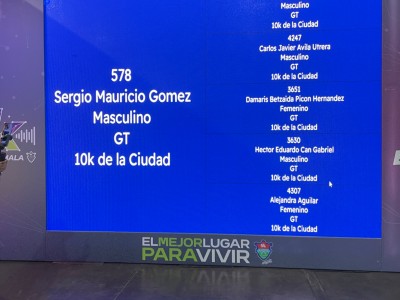 578
Sergio Mauricio Gomez
Masculino
GT
10k de la Ciudad
Masculino
GT
10k de la Ciudad
4247
Carlos Javier Avila Utrera
Masculino
GT
10k de la Ciudad
3651
Damaris Betzaida Picon Hernandez
Femenino
GT
10k de la Ciudad
3630
Hector Eduardo Can Gabriel
Masculino
GT
10k de la Ciudad
4307
Alejandra Aguilar
Femenino
GT
10k de la Ciudad
EL MEJOR LUGAR
PARA VIVIR